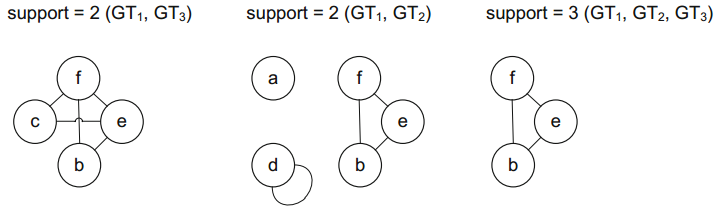 support = 2 (GT₁, GT₃)
support = 2 (GT₁, GT₂)
support = 3 (GT₁, GT₂, GT₃)
f
c
e
b
a
f
e
d
b
f
e
b